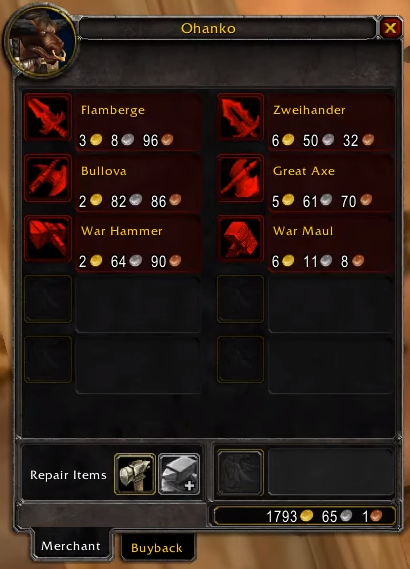 Ohanko
Flamberge
3 8 96
Zweihander
6 50 32
Bullova
2 82 86
Great Axe
5 61 70
War Hammer
2 64 90
War Maul
6 11 8
Repair Items
1793 65 1
Merchant
Buyback